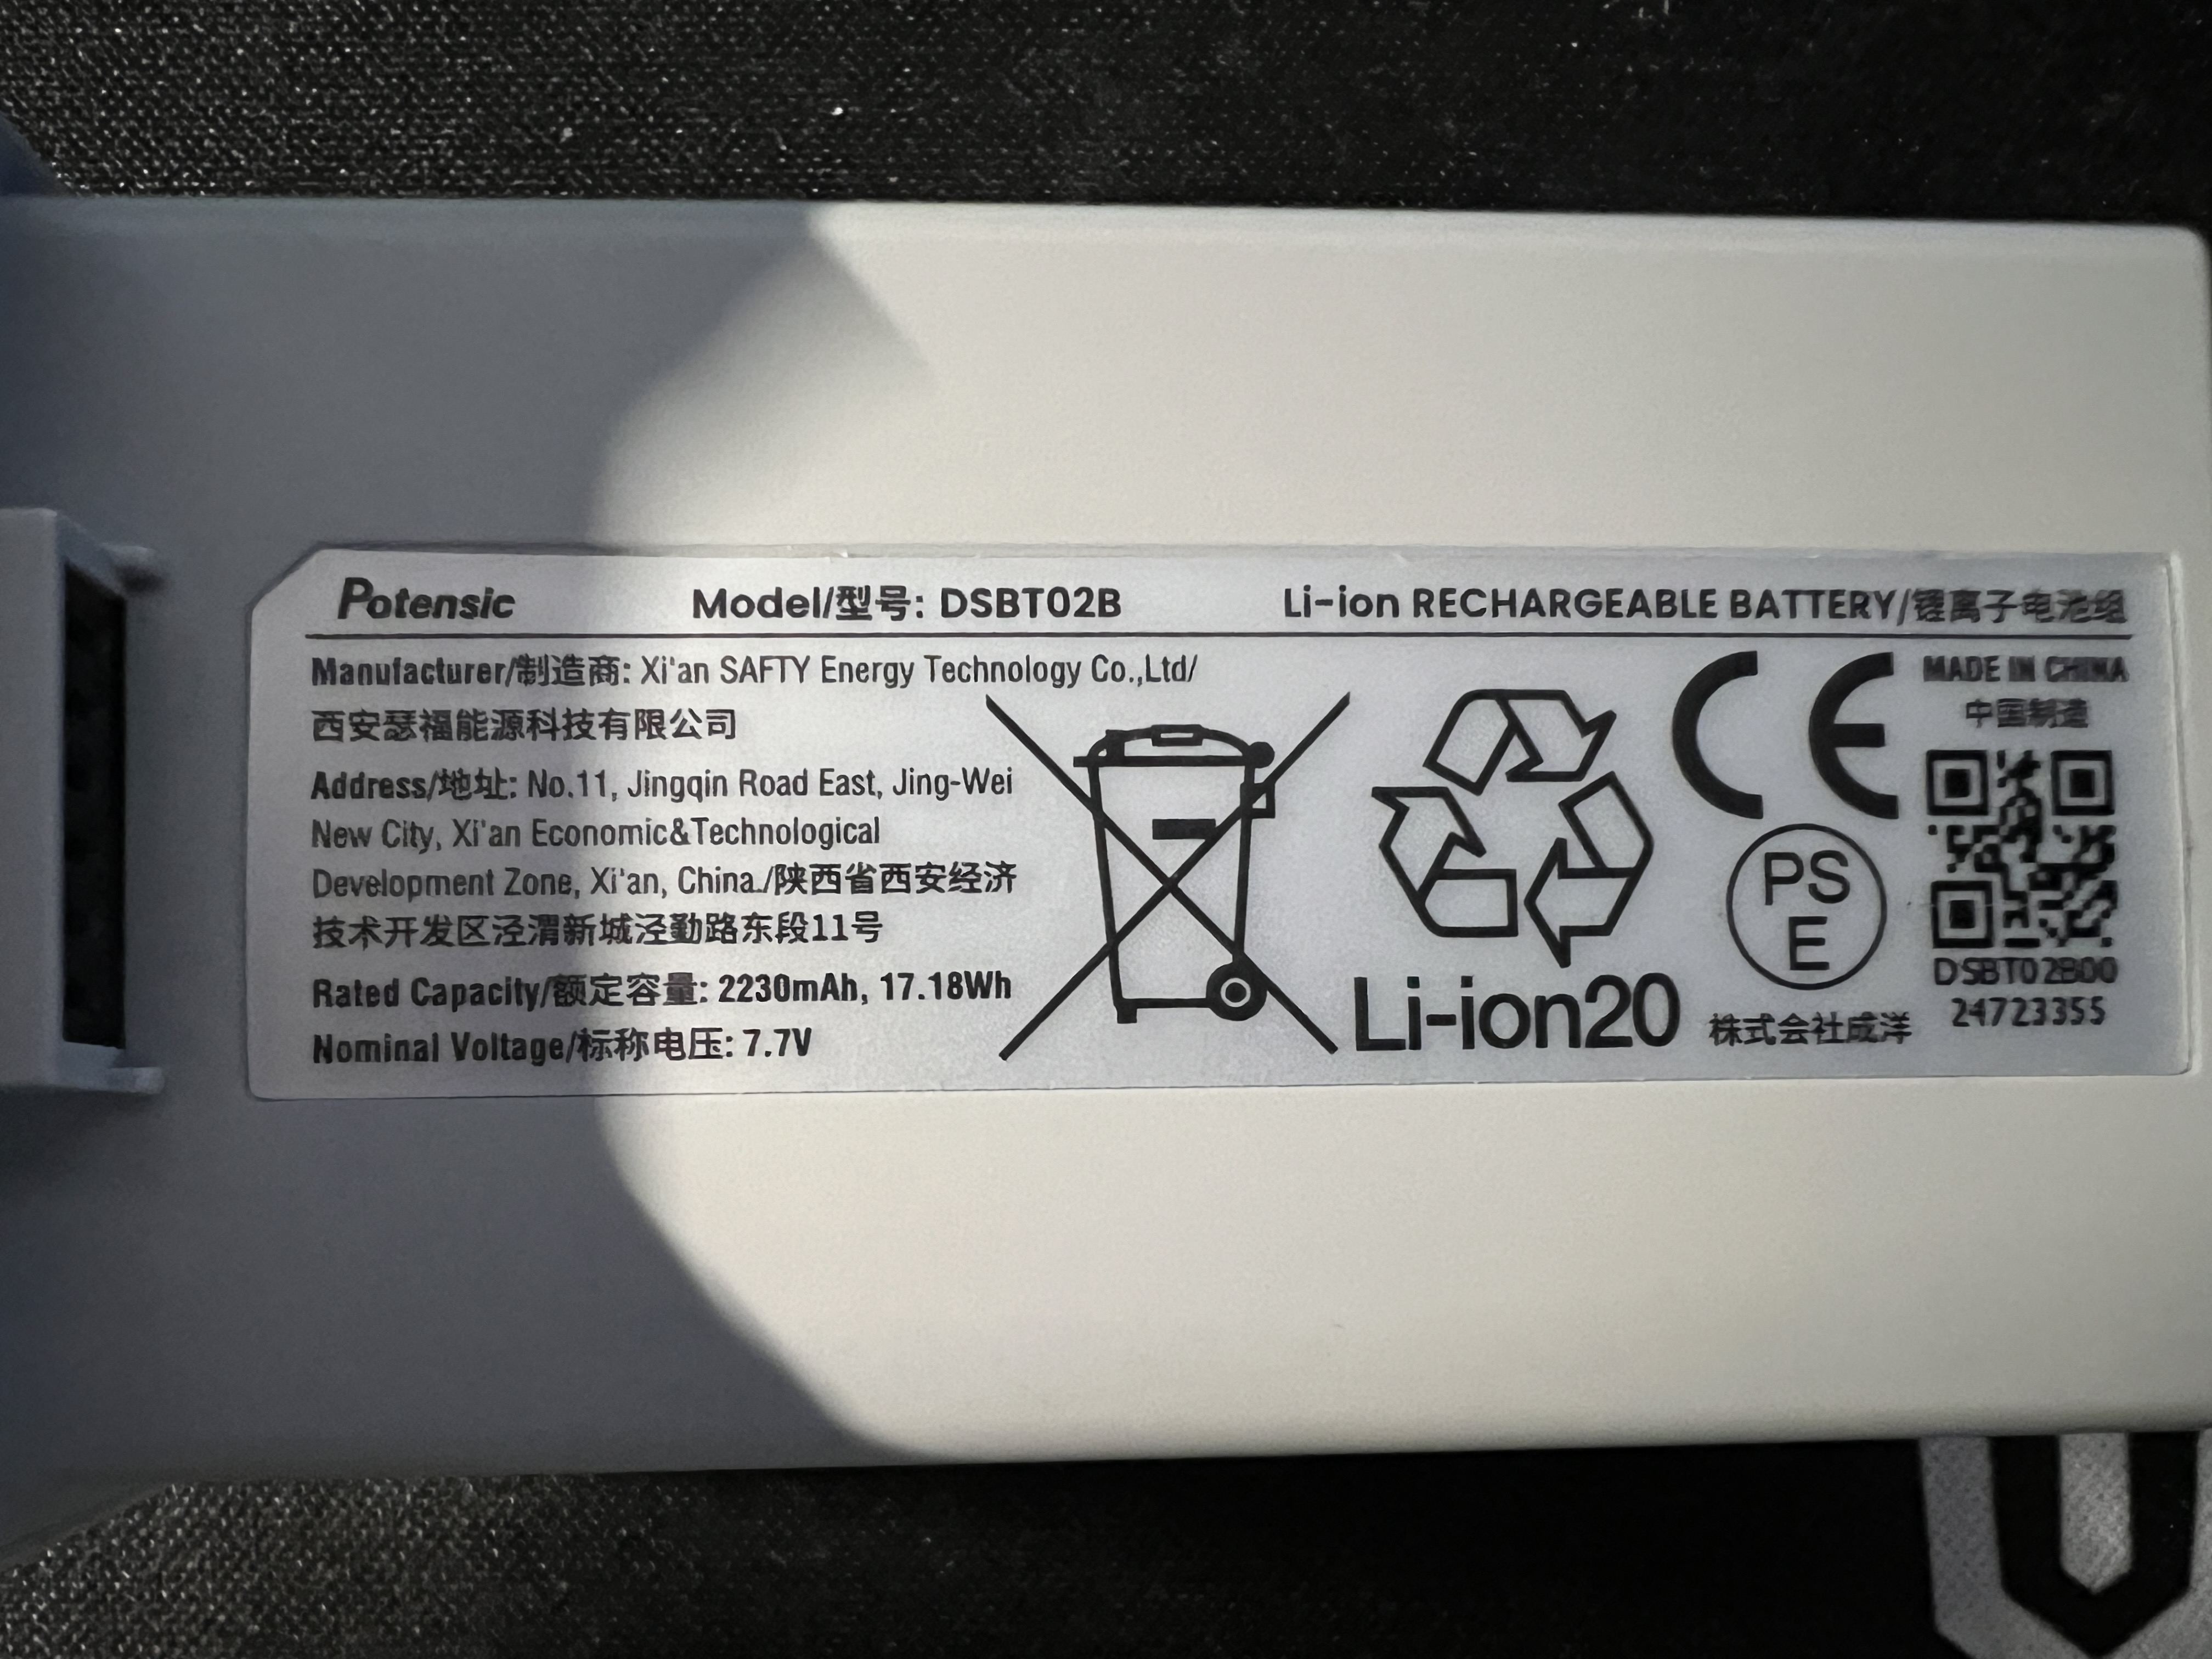 Potensic
Model/型号: DSBT02B
Li-ion RECHARGEABLE BATTERY/锂离子电池组
Manufacturer/制造商: Xi'an SAFTY Energy Technology Co.,Ltd/
西安瑟福能源科技有限公司
Address/地址: No.11, Jingqin Road East, Jing-Wei
New City, Xi'an Economic&Technological
Development Zone, Xi'an, China./陕西省西安经济
技术开发区泾渭新城泾勤路东段11号
Rated Capacity/额定容量: 2230mAh, 17.18Wh
Nominal Voltage/标称电压: 7.7V
Li-ion20
CE
PS
E
株式会社成洋
MADE IN CHINA
中国制造
DSBT02B00
24723355